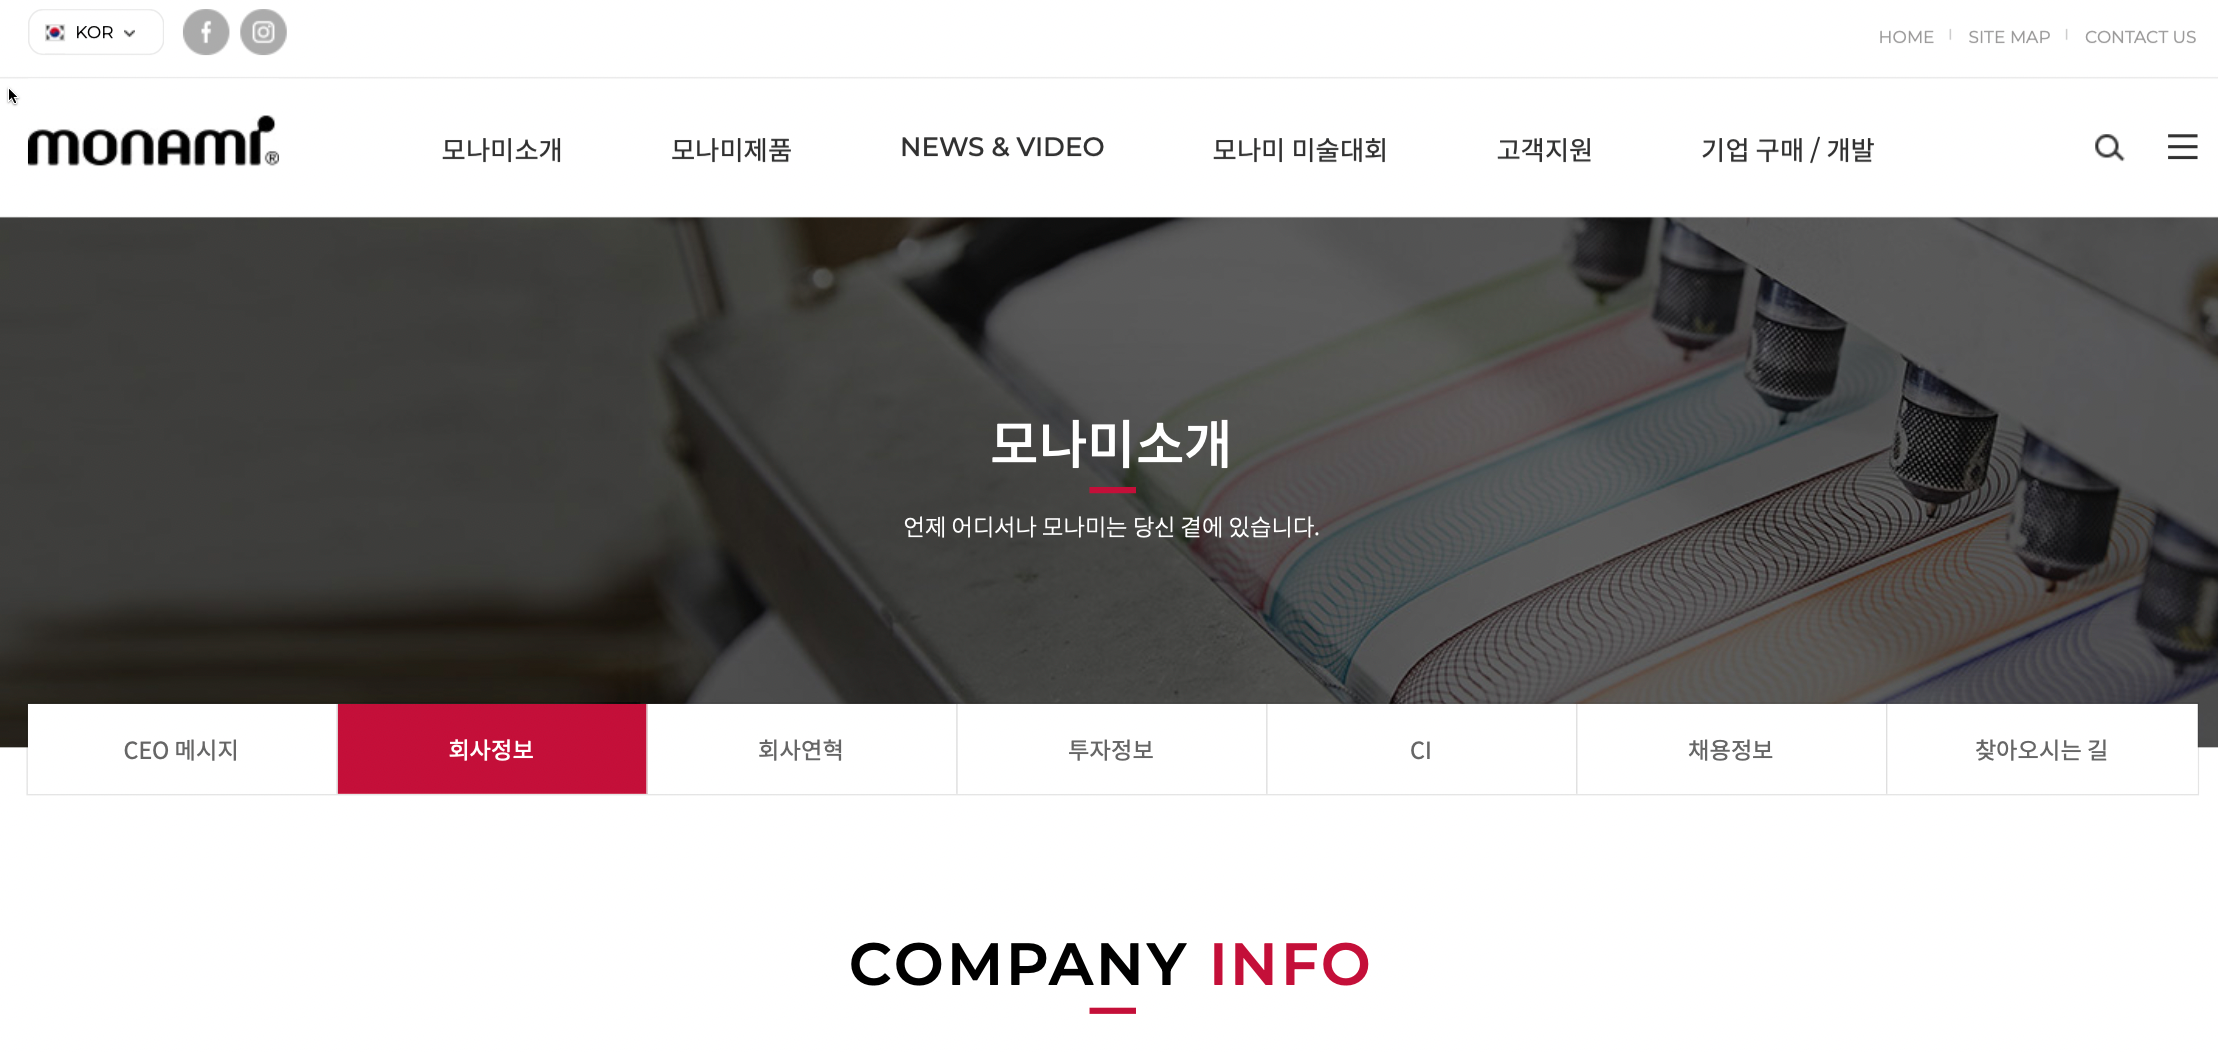 KOR
HOME
SITE MAP
CONTACT US
monami®
모나미소개
모나미제품
NEWS & VIDEO
모나미 미술대회
고객지원
기업 구매 / 개발
모나미소개
언제 어디서나 모나미는 당신 곁에 있습니다.
CEO 메시지
회사정보
회사연혁
투자정보
CI
채용정보
찾아오시는 길
COMPANY INFO